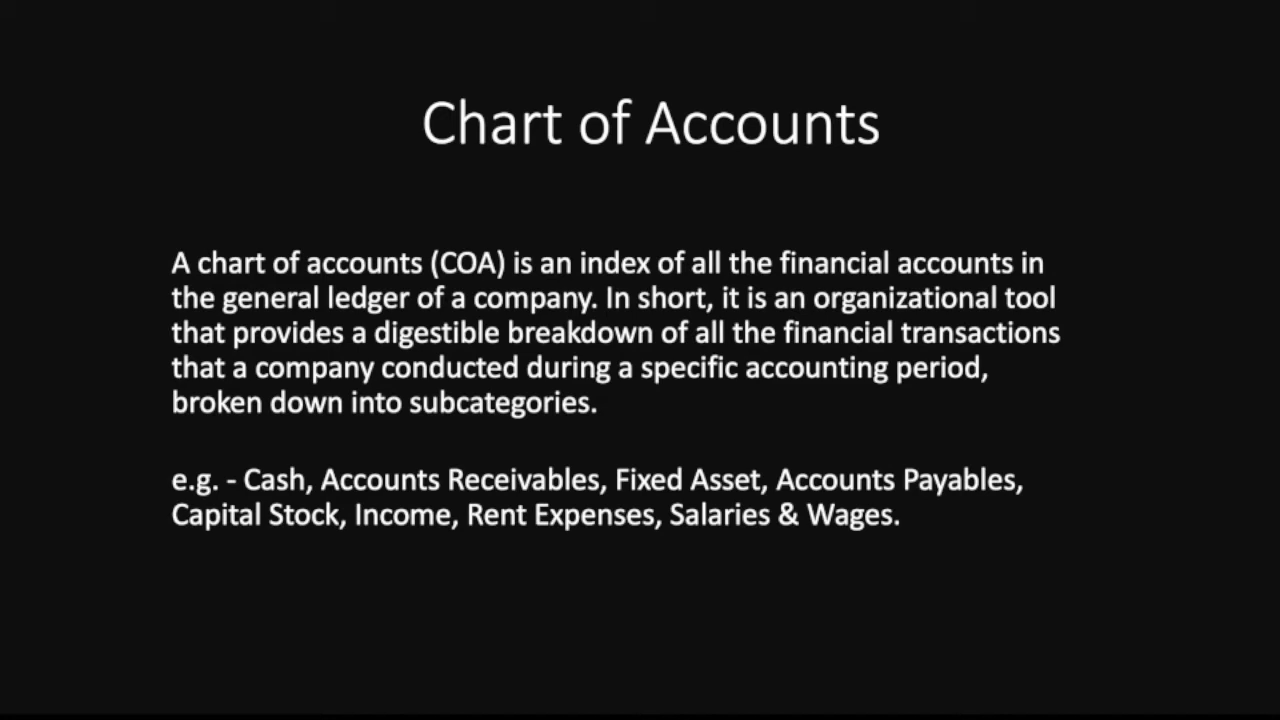 Chart of Accounts
A chart of accounts (COA) is an index of all the financial accounts in
the general ledger of a company. In short, it is an organizational tool
that provides a digestible breakdown of all the financial transactions
that a company conducted during a specific accounting period,
broken down into subcategories.
e.g. - Cash, Accounts Receivables, Fixed Asset, Accounts Payables,
Capital Stock, Income, Rent Expenses, Salaries & Wages.